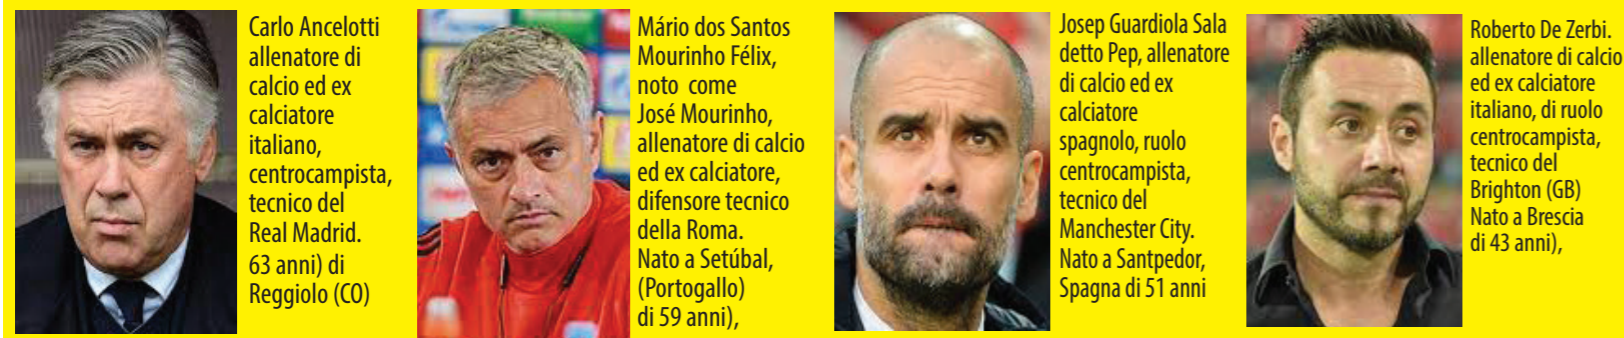 Carlo Ancelotti
allenatore di
calcio ed ex
calciatore
italiano,
centrocampista,
tecnico del
Real Madrid.
63 anni) di
Reggiolo (CO)
Mário dos Santos
Mourinho Félix,
noto come
José Mourinho,
allenatore di calcio
ed ex calciatore,
difensore tecnico
della Roma.
Nato a Setúbal,
(Portogallo)
di 59 anni),
Josep Guardiola Sala
detto Pep, allenatore
di calcio ed ex
calciatore
spagnolo, ruolo
centrocampista,
tecnico del
Manchester City.
Nato a Santpedor,
Spagna di 51 anni
Roberto De Zerbi.
allenatore di calcio
ed ex calciatore
italiano, di ruolo
centrocampista,
tecnico del
Brighton (GB)
Nato a Brescia
di 43 anni),